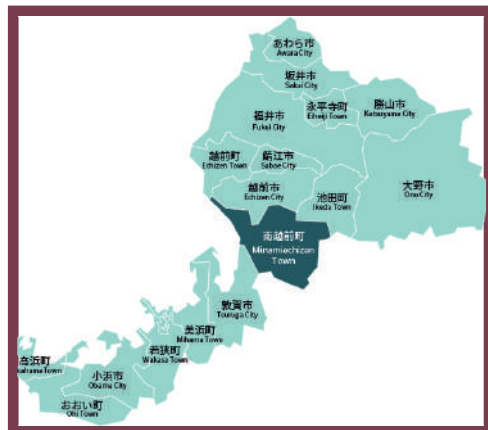 あわら市
Awara City
坂井市
Sakai City
永平寺町
Eiheiji Town
勝山市
Katsuyama City
福井市
Fukui City
越前町
Echizen Town
鯖江市
Sabae City
越前市
Echizen City
池田町
Ikeda Town
大野市
Ono City
南越前町
Minamiechizen
Town
敦賀市
Tsuruga City
美浜町
Mihama Town
若狭町
Wakasa Town
高浜町
Town
小浜市
Obama City
おおい町
Ohi Town